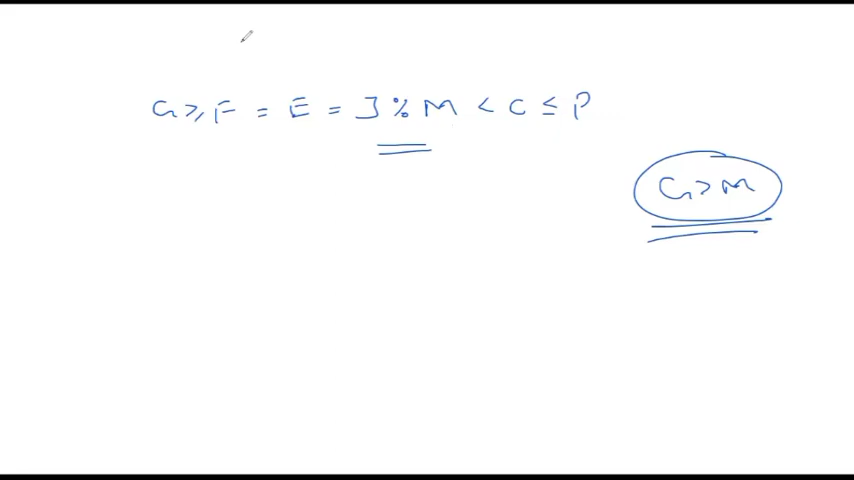 G ≥ F = E = J % M < C ≤ P
G > M